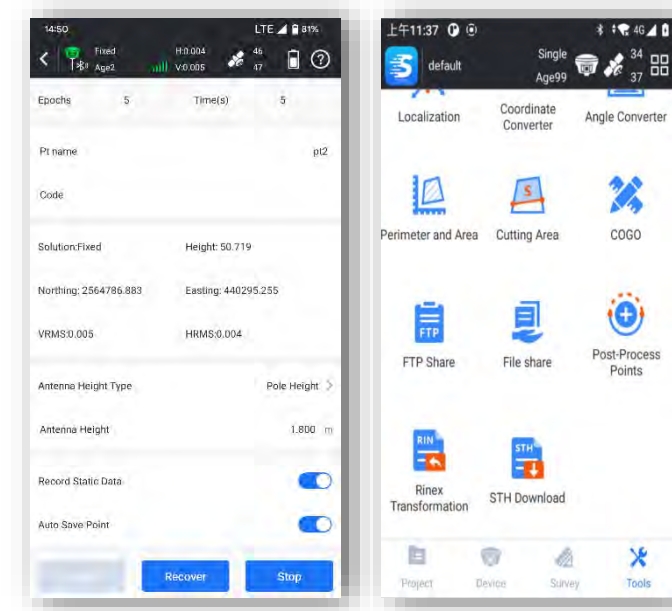 14:50
LTE 81%
Fixed
H:0.004
46
Age2
V:0.005
47
Epochs 5 Time(s) 5
Pt name pt2
Code
Solution:Fixed Height: 50.719
Northing: 2564786.883 Easting: 440295.255
VRMS:0.005 HRMS:0.004
Antenna Height Type Pole Height >
Antenna Height 1.800 m
Record Static Data
Auto Save Point
Recover Stop
上午11:37
4G
default
Single
34
Age99
37
Localization
Coordinate
Converter
Angle Converter
Perimeter and Area
S
Cutting Area
COGO
FTP
FTP Share
File share
Post-Process
Points
RIN
Rinex
Transformation
STH
STH Download
Project Device Survey Tools